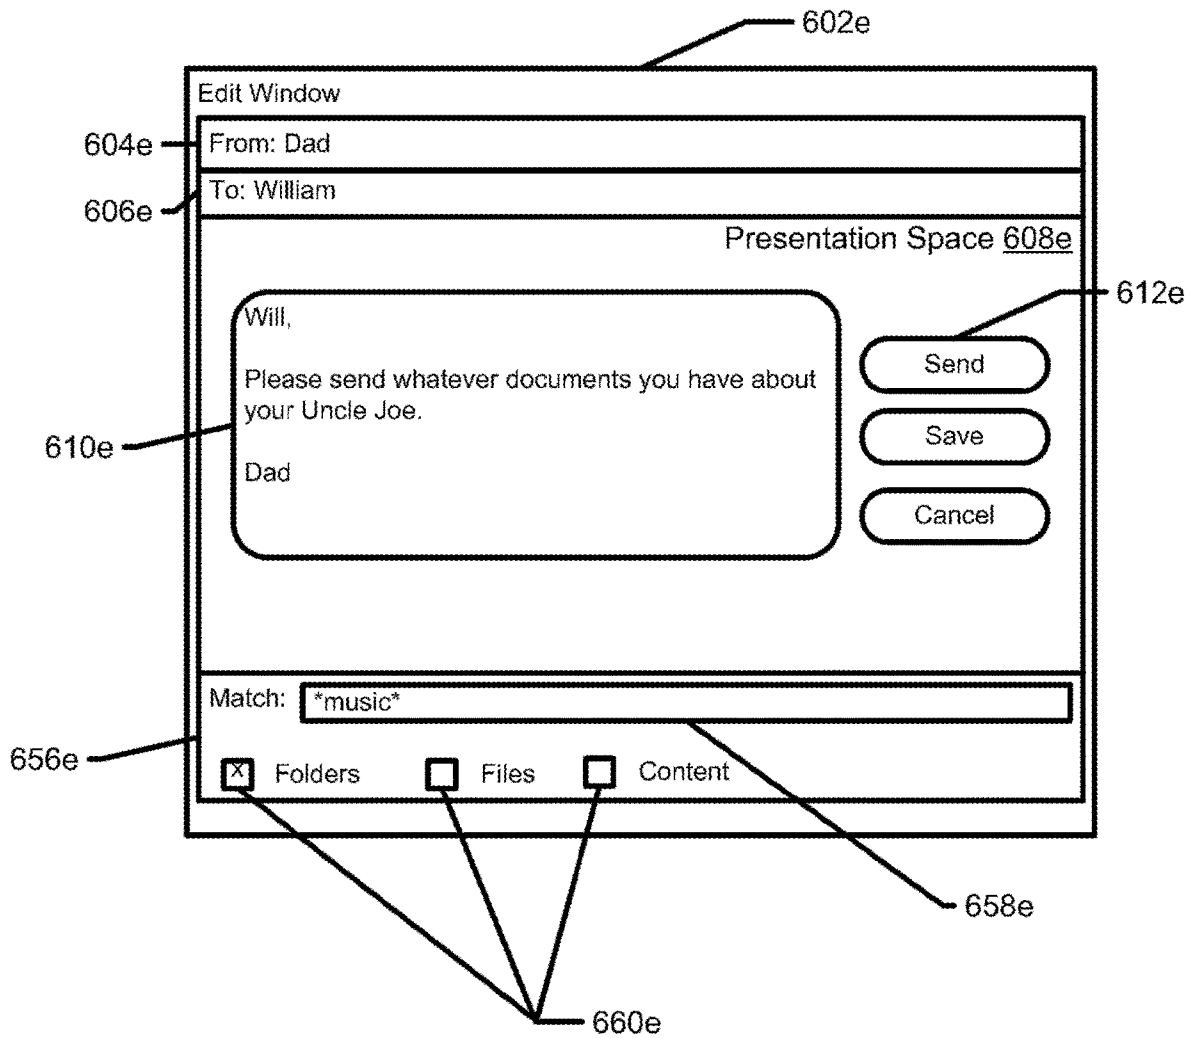 602e
Edit Window
604e
From: Dad
606e
To: William
Presentation Space 608e
612e
Will,
Please send whatever documents you have about
your Uncle Joe.
Dad
610e
Send
Save
Cancel
Match: *music*
656e
x Folders Files Content
658e
660e